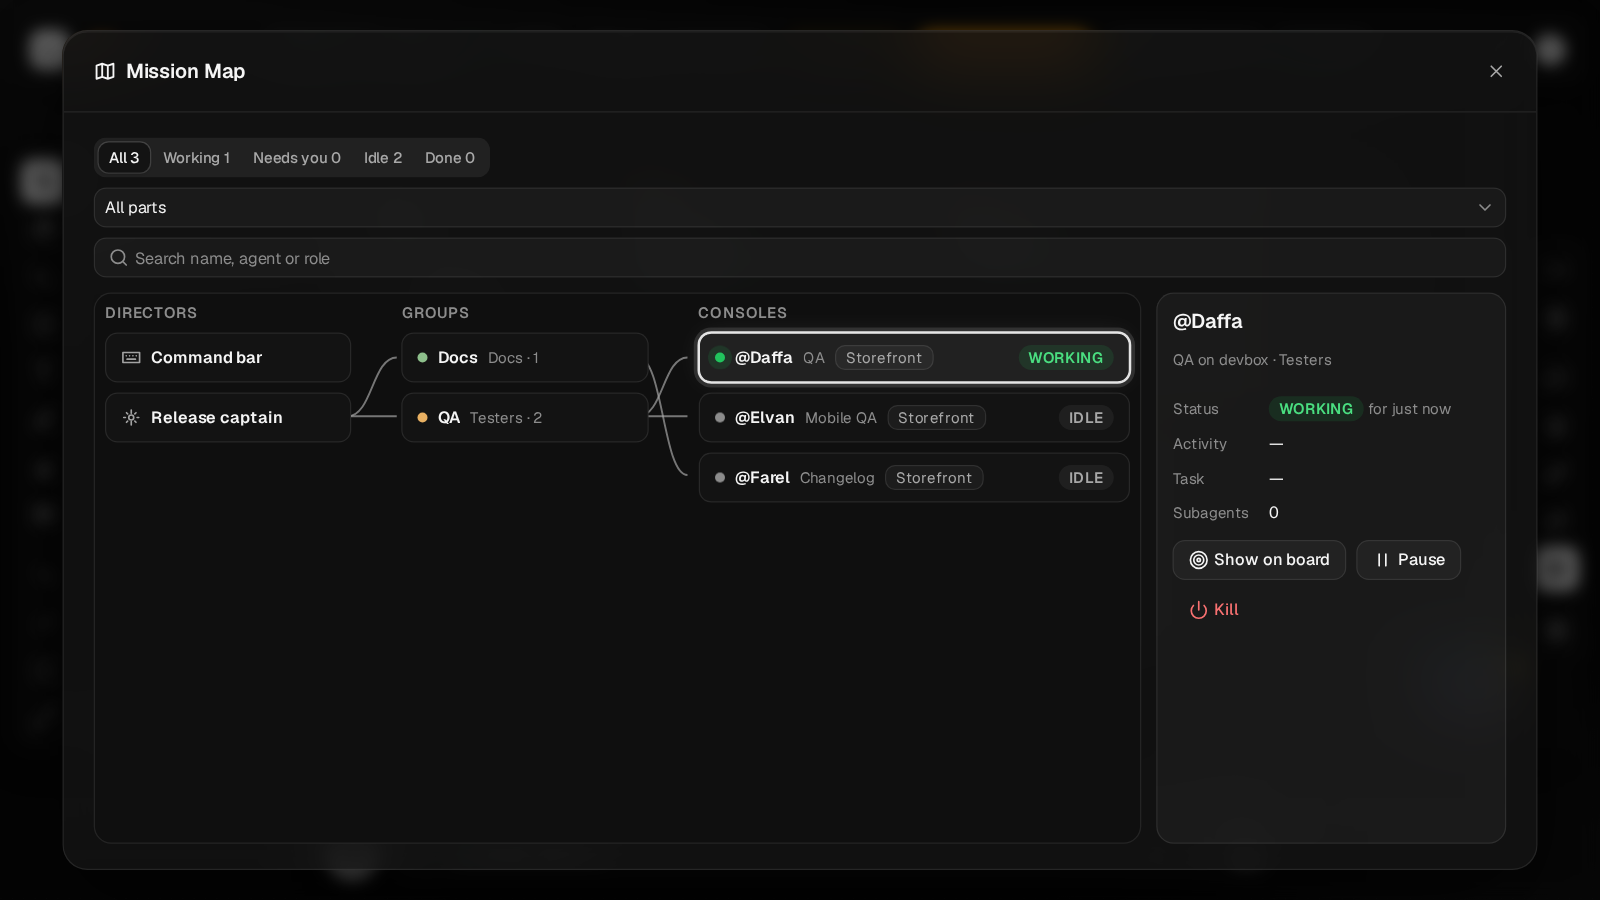 Mission Map
All 3 Working 1 Needs you 0 Idle 2 Done 0
All parts
Search name, agent or role
DIRECTORS GROUPS CONSOLES
Command bar
Release captain
Docs Docs · 1
QA Testers · 2
@Daffa QA Storefront WORKING
@Elvan Mobile QA Storefront IDLE
@Farel Changelog Storefront IDLE
@Daffa
QA on devbox · Testers
Status WORKING for just now
Activity —
Task —
Subagents 0
Show on board Pause
Kill